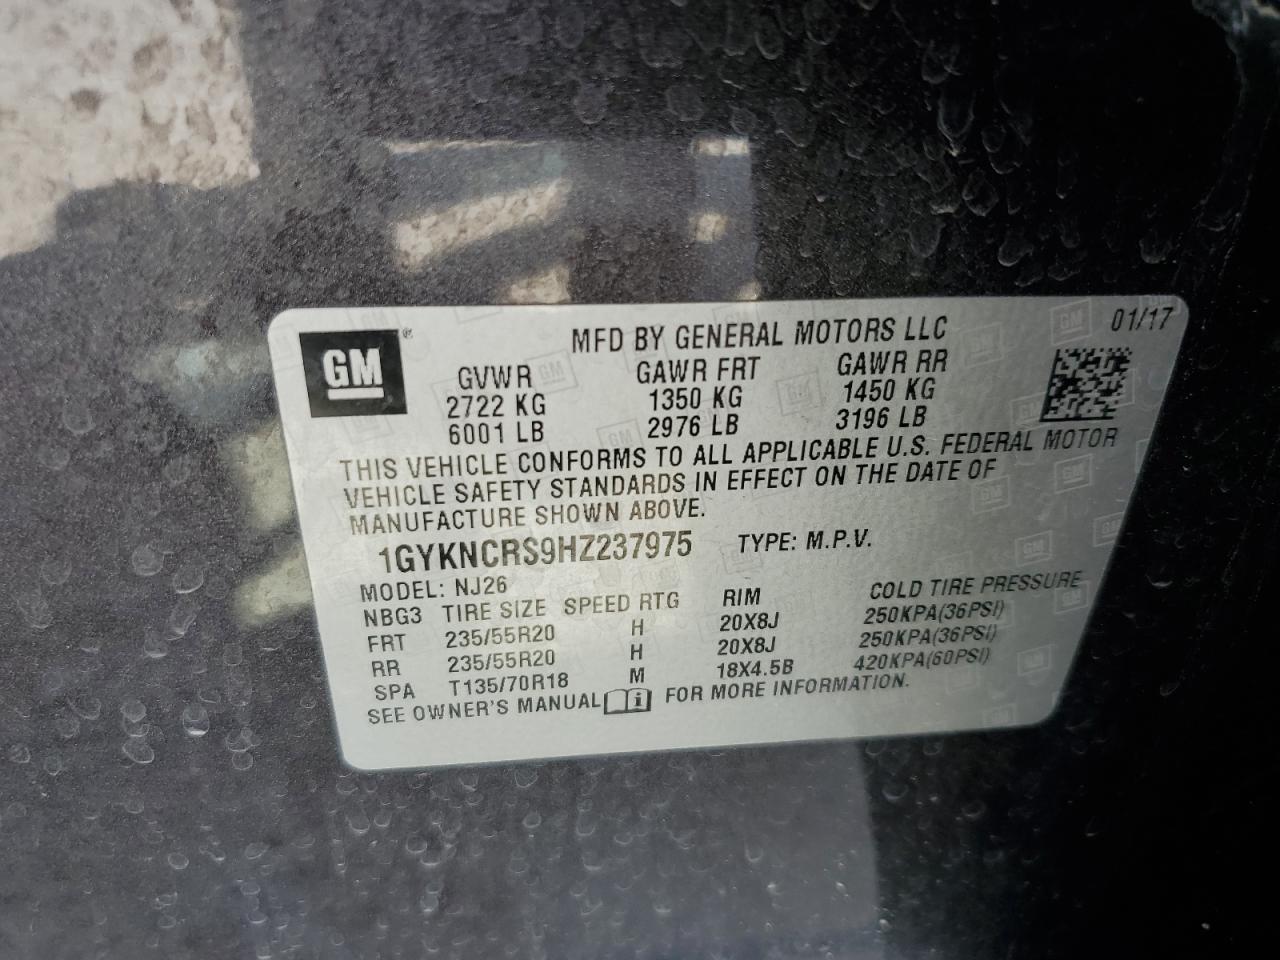 GM®
MFD BY GENERAL MOTORS LLC
01/17
GVWR GAWR FRT GAWR RR
2722 KG 1350 KG 1450 KG
6001 LB 2976 LB 3196 LB
THIS VEHICLE CONFORMS TO ALL APPLICABLE U.S. FEDERAL MOTOR
VEHICLE SAFETY STANDARDS IN EFFECT ON THE DATE OF
MANUFACTURE SHOWN ABOVE.
1GYKNCRS9HZ237975 TYPE: M.P.V.
MODEL: NJ26
NBG3 TIRE SIZE SPEED RTG RIM COLD TIRE PRESSURE
FRT 235/55R20 H 20X8J 250KPA(36PSI)
RR 235/55R20 H 20X8J 250KPA(36PSI)
SPA T135/70R18 M 18X4.5B 420KPA(60PSI)
SEE OWNER'S MANUAL FOR MORE INFORMATION.